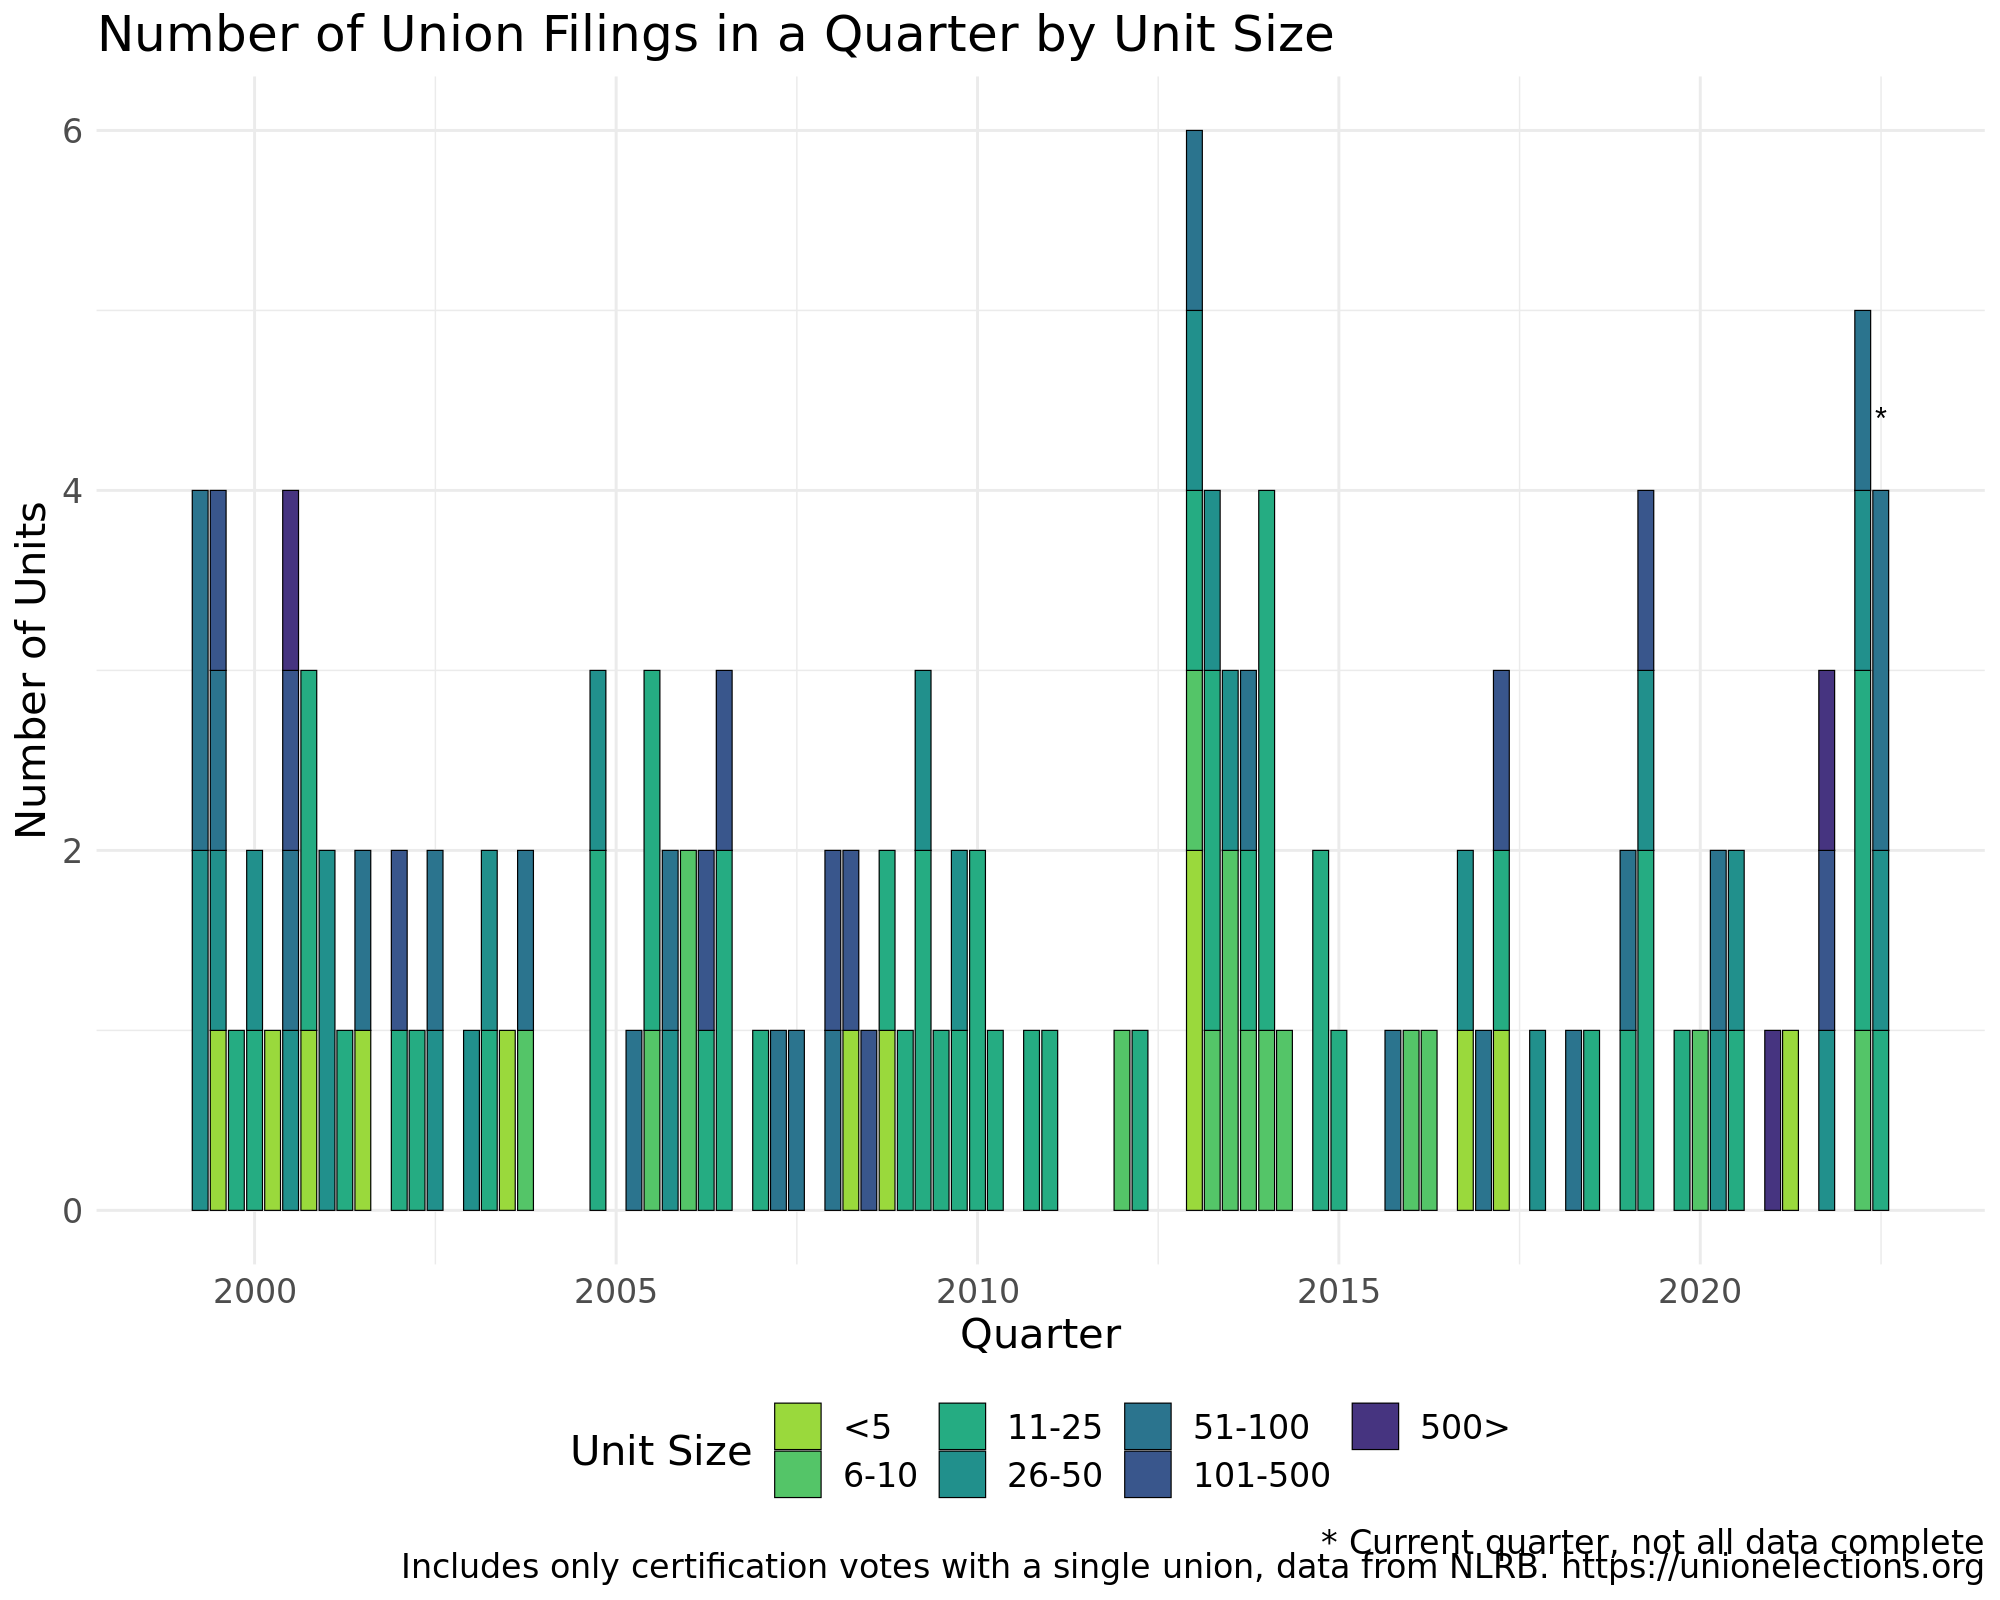 Number of Union Filings in a Quarter by Unit Size
Number of Units
6
4
2
0
*
2000 2005 2010 2015 2020
Quarter
Unit Size
<5 11-25 51-100 500>
6-10 26-50 101-500
* Current quarter, not all data complete
Includes only certification votes with a single union, data from NLRB. https://unionelections.org